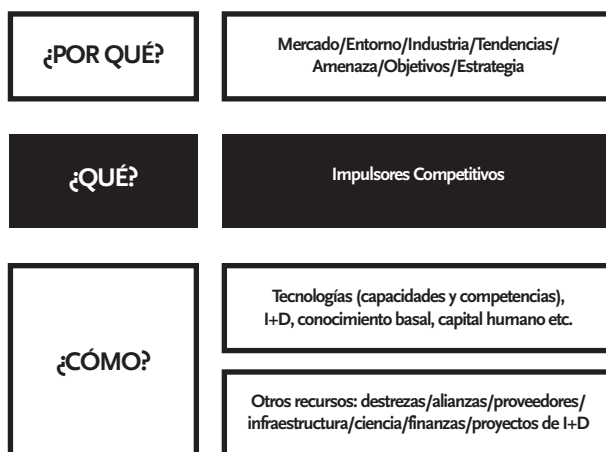 ¿POR QUÉ?
Mercado/Entorno/Industria/Tendencias/
Amenaza/Objetivos/Estrategia
¿QUÉ?
Impulsores Competitivos
¿CÓMO?
Tecnologías (capacidades y competencias),
I+D, conocimiento basal, capital humano etc.
Otros recursos: destrezas/alianzas/proveedores/
infraestructura/ciencia/finanzas/proyectos de I+D